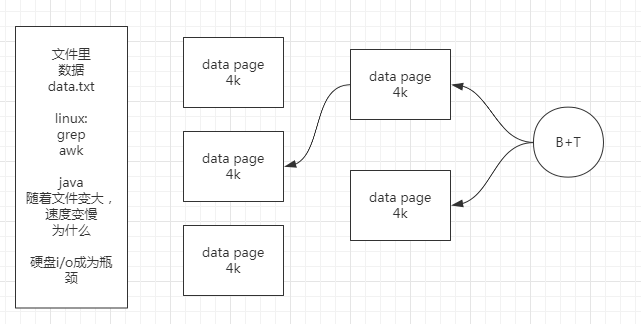 文件里
数据
data.txt
linux:
grep
awk
java
随着文件变大，
速度变慢
为什么
硬盘i/o成为瓶
颈
data page
4k
data page
4k
data page
4k
data page
4k
data page
4k
B+T